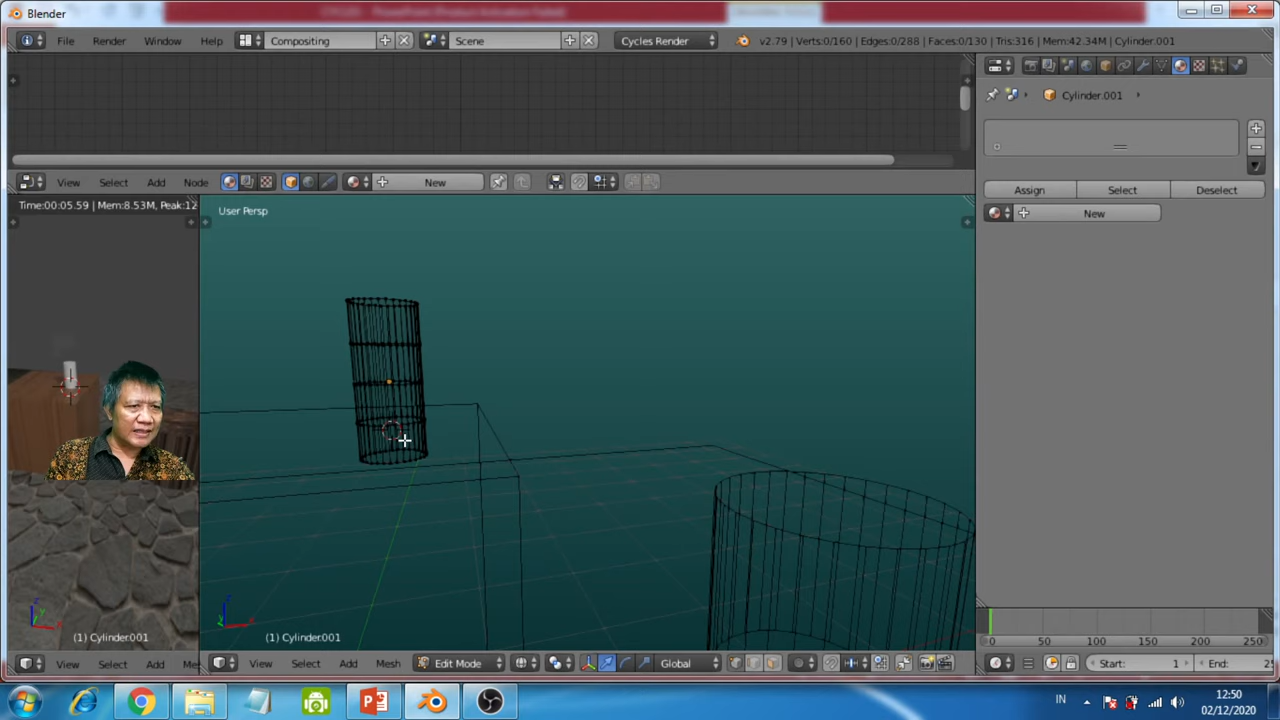 Blender
File Render Window Help Compositing Scene Cycles Render v2.79 | Verts:0/160 | Edges:0/288 | Faces:0/130 | Tris:316 | Mem:42.34M | Cylinder.001
Cylinder.001
Assign Select Deselect
New
View Select Add Node New
Time:00:05.59 | Mem:8.53M, Peak:12
User Persp
(1) Cylinder.001
(1) Cylinder.001
0 50 100 150 200 250
View Select Add Me
View Select Add Mesh Edit Mode Global
Start: 1 End: 25
IN 12:50
02/12/2020